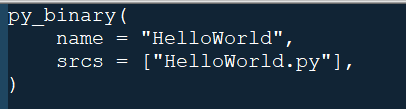 py_binary(
    name = "HelloWorld",
    srcs = ["HelloWorld.py"],
)